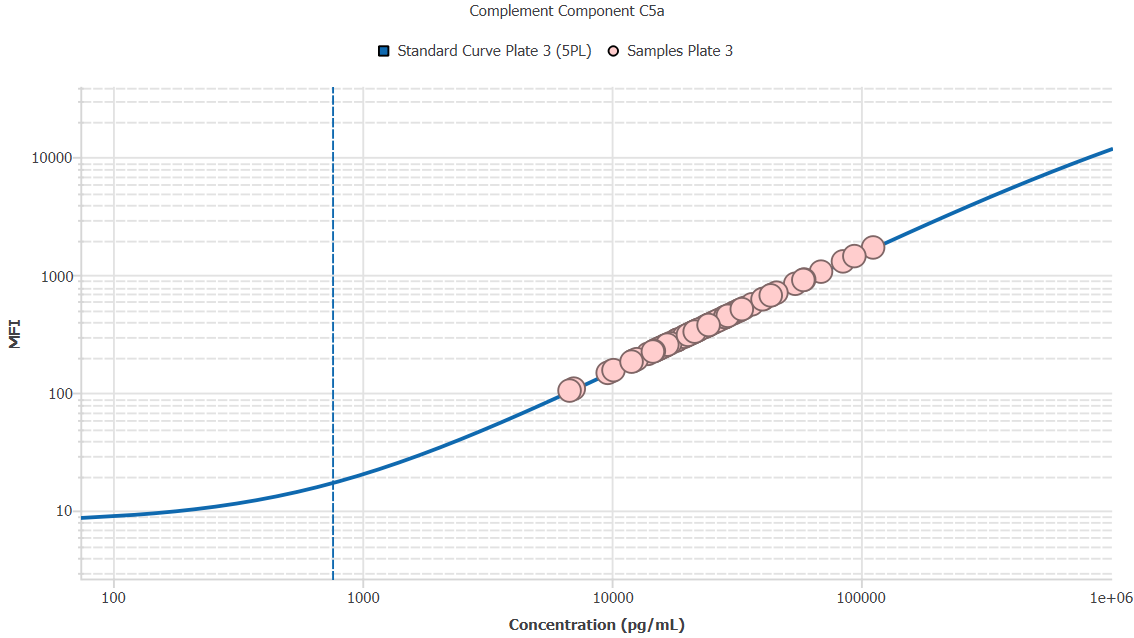 Complement Component C5a
Standard Curve Plate 3 (5PL) Samples Plate 3
10000
1000
100
10
MFI
100 1000 10000 100000 1e+06
Concentration (pg/mL)